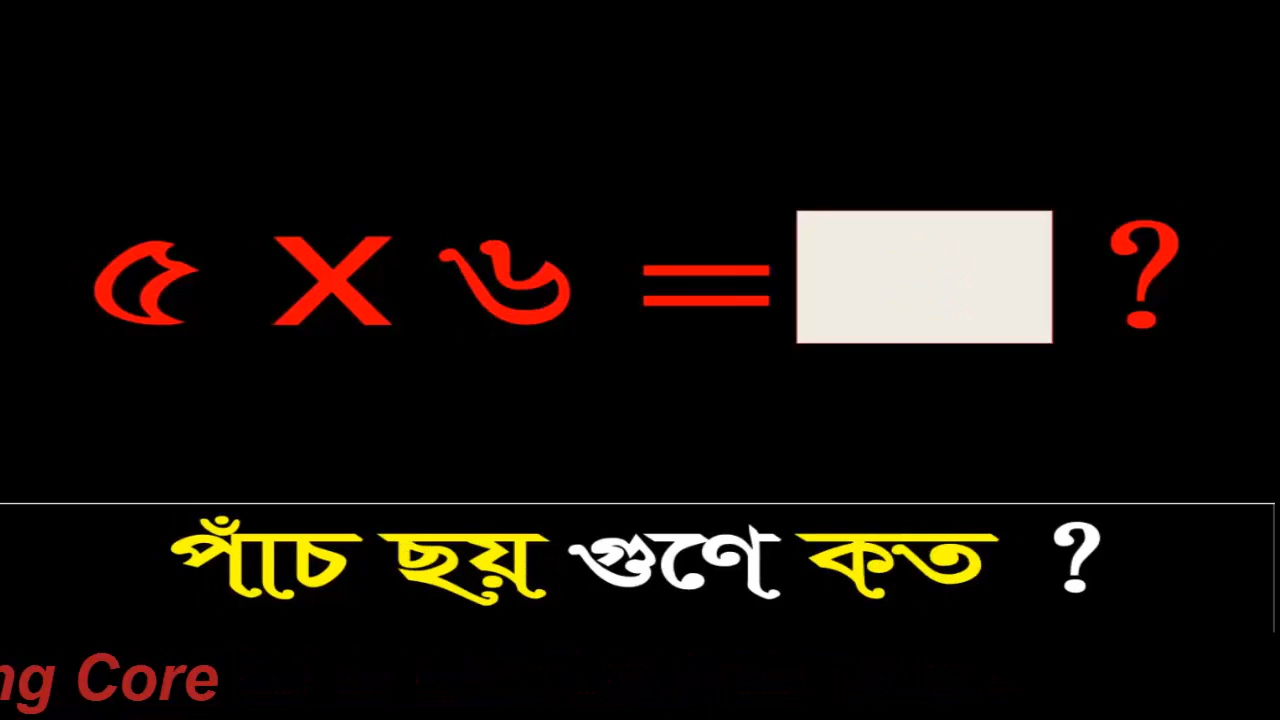 ৫ X ৬ = ?
পাঁচ ছয় গুণে কত ?
ng Core